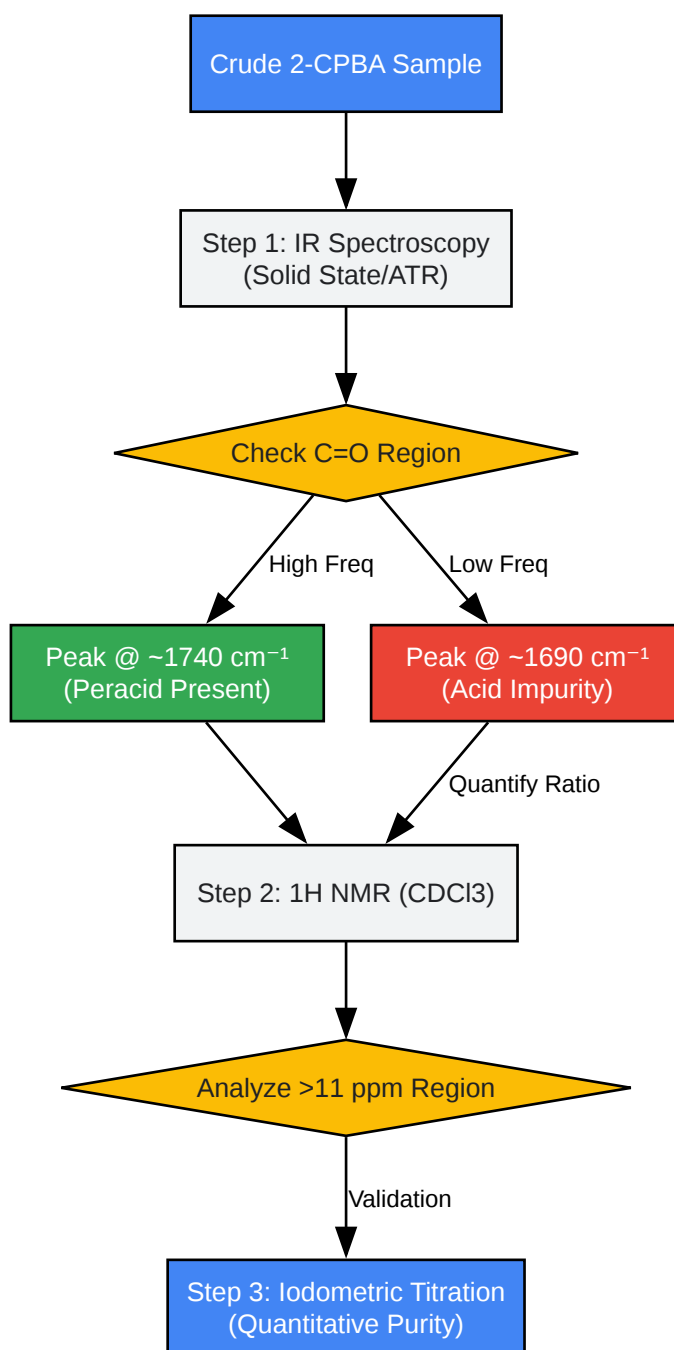 Crude 2-CPBA Sample
Step 1: IR Spectroscopy
(Solid State/ATR)
Check C=O Region
High Freq
Low Freq
Peak @ ~1740 cm⁻¹
(Peracid Present)
Peak @ ~1690 cm⁻¹
(Acid Impurity)
Quantify Ratio
Step 2: 1H NMR (CDCl3)
Analyze >11 ppm Region
Validation
Step 3: Iodometric Titration
(Quantitative Purity)